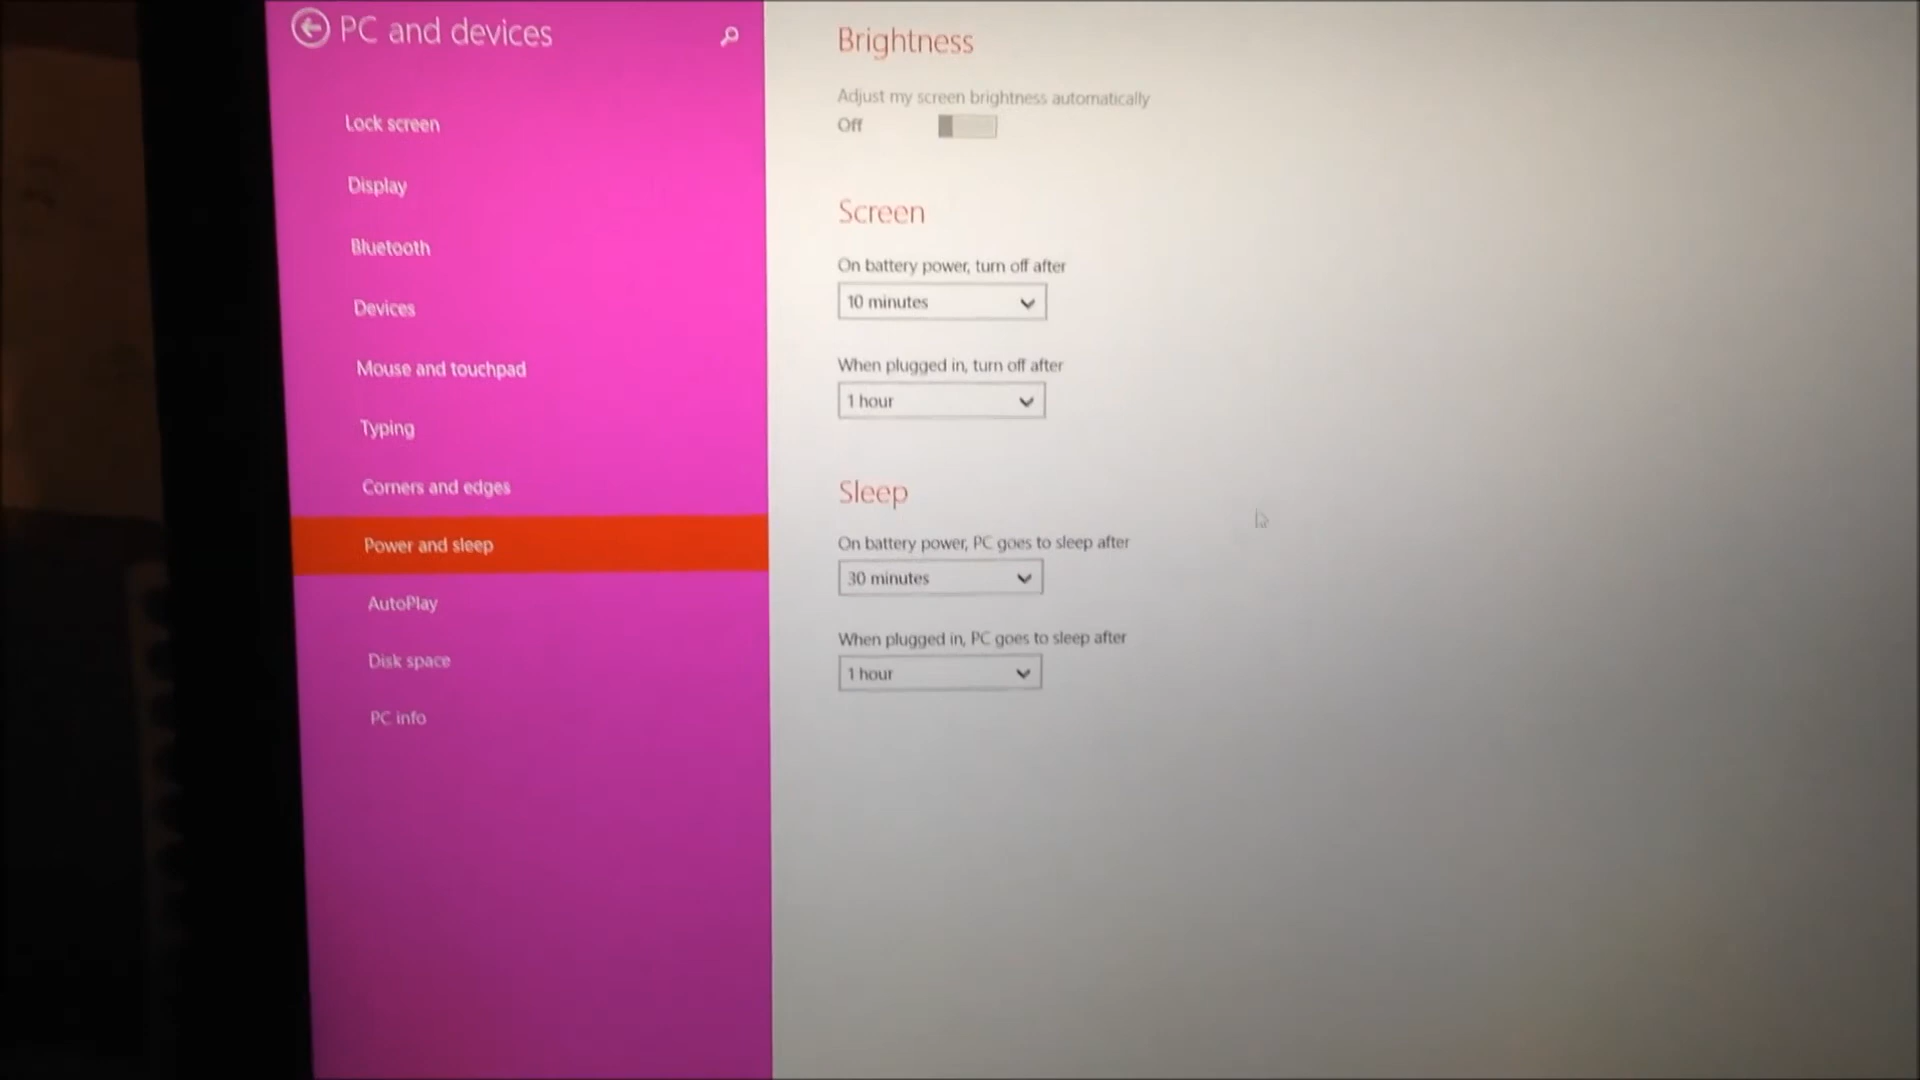 PC and devices
Lock screen
Display
Bluetooth
Devices
Mouse and touchpad
Typing
Corners and edges
Power and sleep
AutoPlay
Disk space
PC info
Brightness
Adjust my screen brightness automatically
Off
Screen
On battery power, turn off after
10 minutes
When plugged in, turn off after
1 hour
Sleep
On battery power, PC goes to sleep after
30 minutes
When plugged in, PC goes to sleep after
1 hour